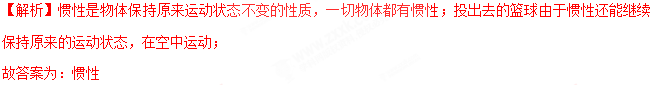 【解析】惯性是物体保持原来运动状态不变的性质，一切物体都有惯性；投出去的篮球由于惯性还能继续
保持原来的运动状态，在空中运动；
故答案为：惯性